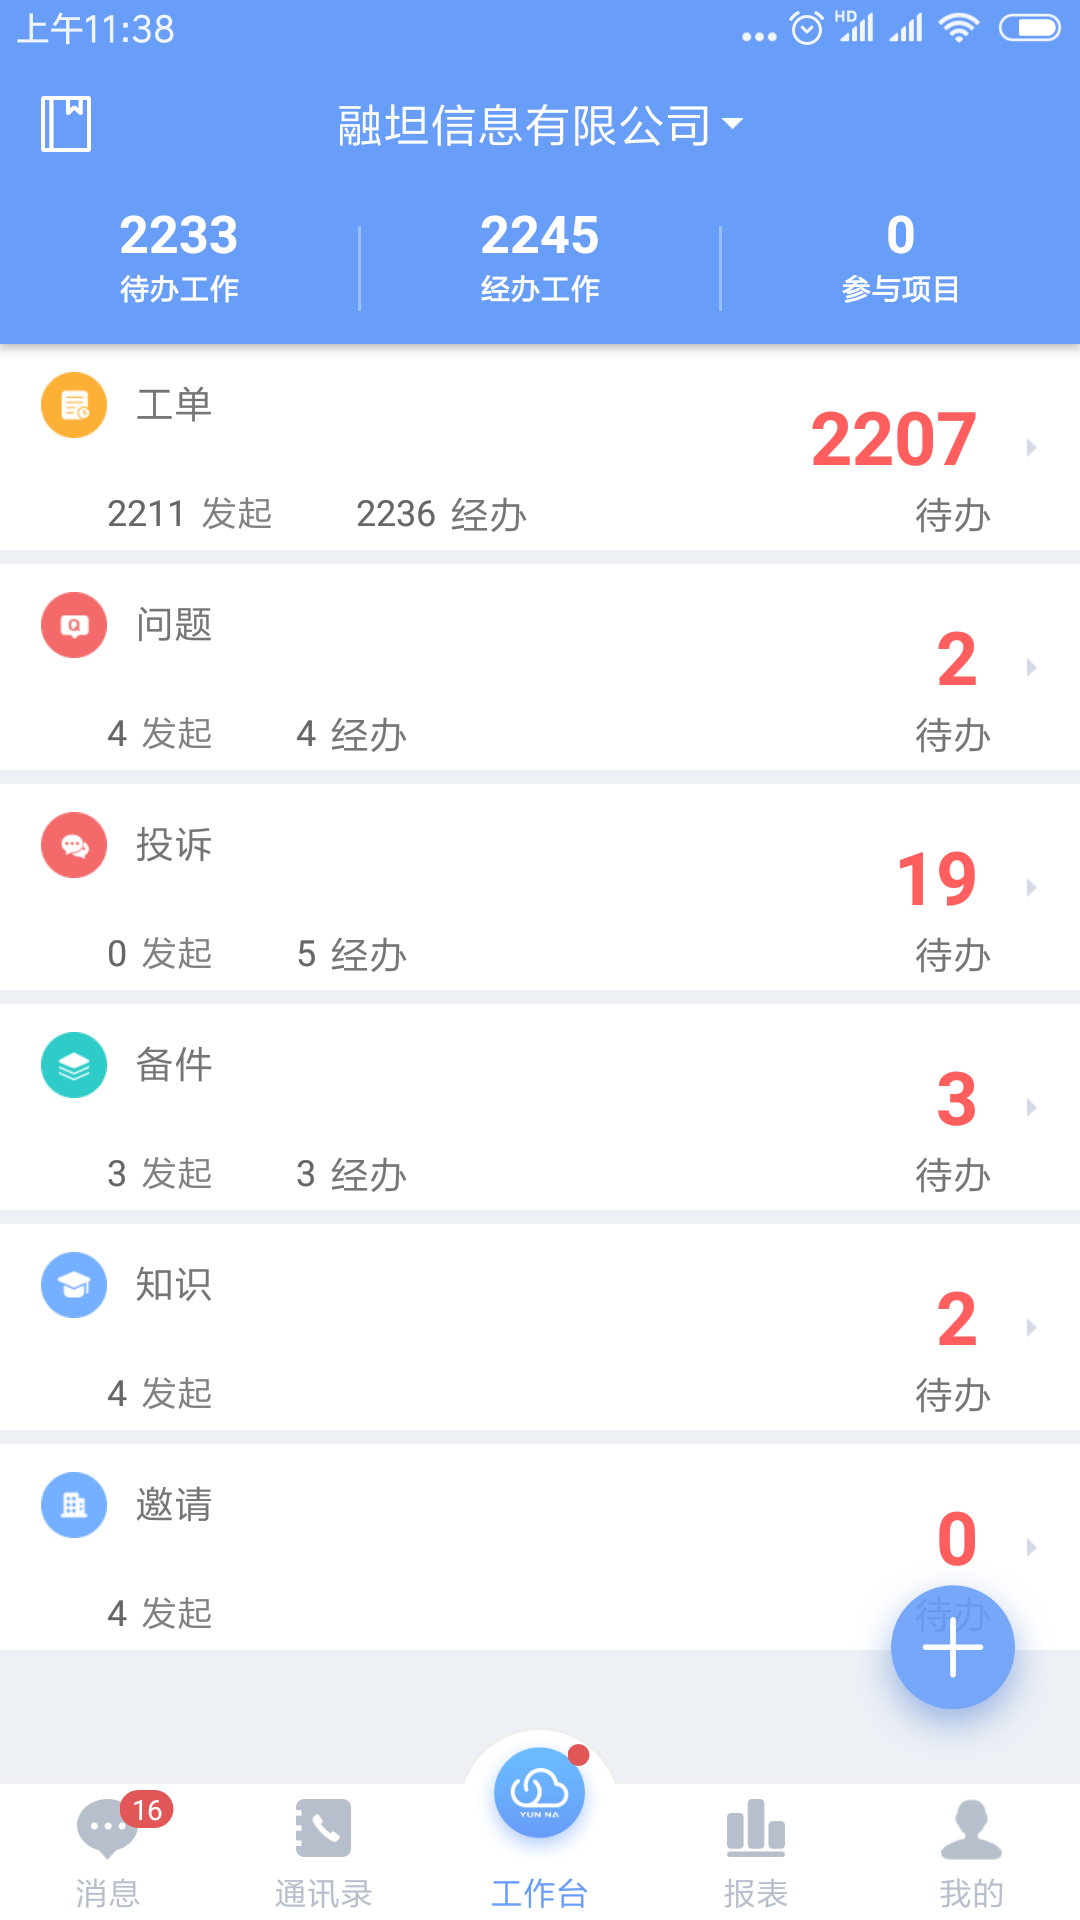 上午11:38
HD
融坦信息有限公司
2233 2245 0
待办工作 经办工作 参与项目
工单
2207
2211 发起 2236 经办 待办
问题
2
4 发起 4 经办 待办
投诉
19
0 发起 5 经办 待办
备件
3
3 发起 3 经办 待办
知识
2
4 发起 待办
邀请
0
4 发起 待办
16
YUN NA
消息 通讯录 工作台 报表 我的